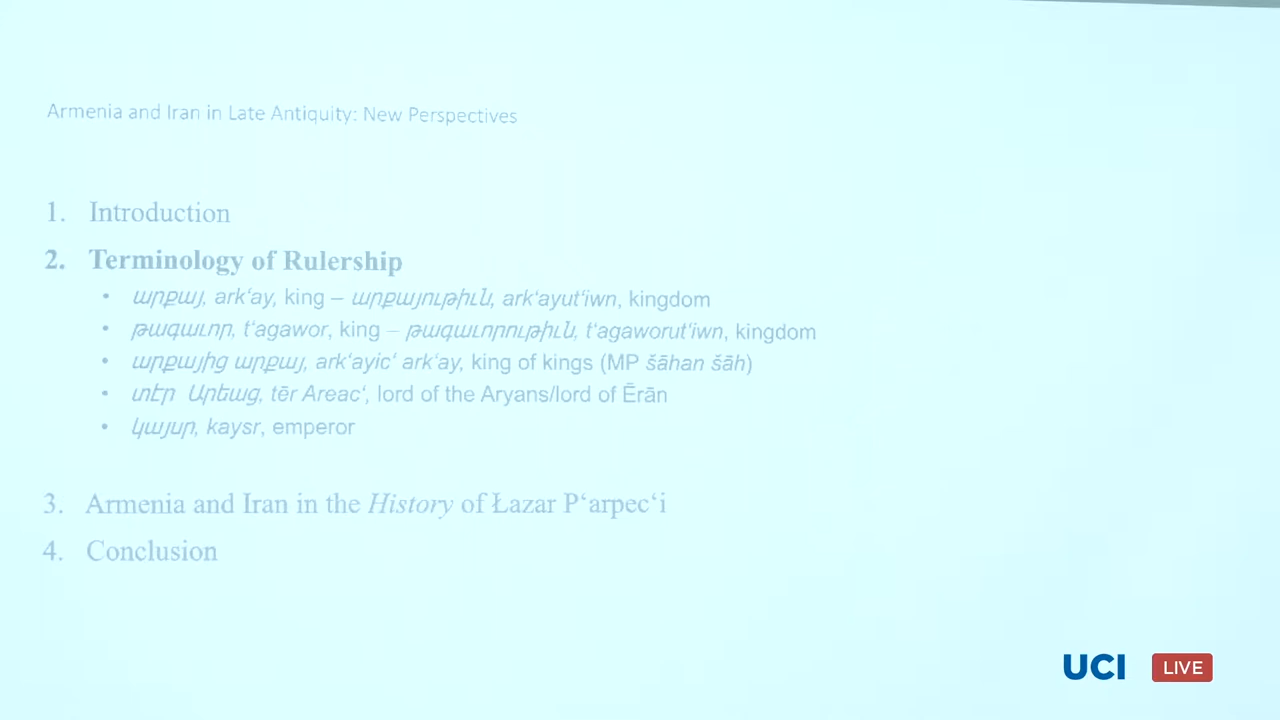 Armenia and Iran in Late Antiquity: New Perspectives
1. Introduction
2. Terminology of Rulership
• արքայ, ark‘ay, king – արքայութիւն, ark‘ayut‘iwn, kingdom
• թագաւոր, t‘agawor, king – թագաւորութիւն, t‘agaworut‘iwn, kingdom
• արքայից արքայ, ark‘ayic‘ ark‘ay, king of kings (MP šāhan šāh)
• տէր Արեաց, tēr Areac‘, lord of the Aryans/lord of Ērān
• կայսր, kaysr, emperor
3. Armenia and Iran in the History of Łazar P‘arpec‘i
4. Conclusion
UCI LIVE